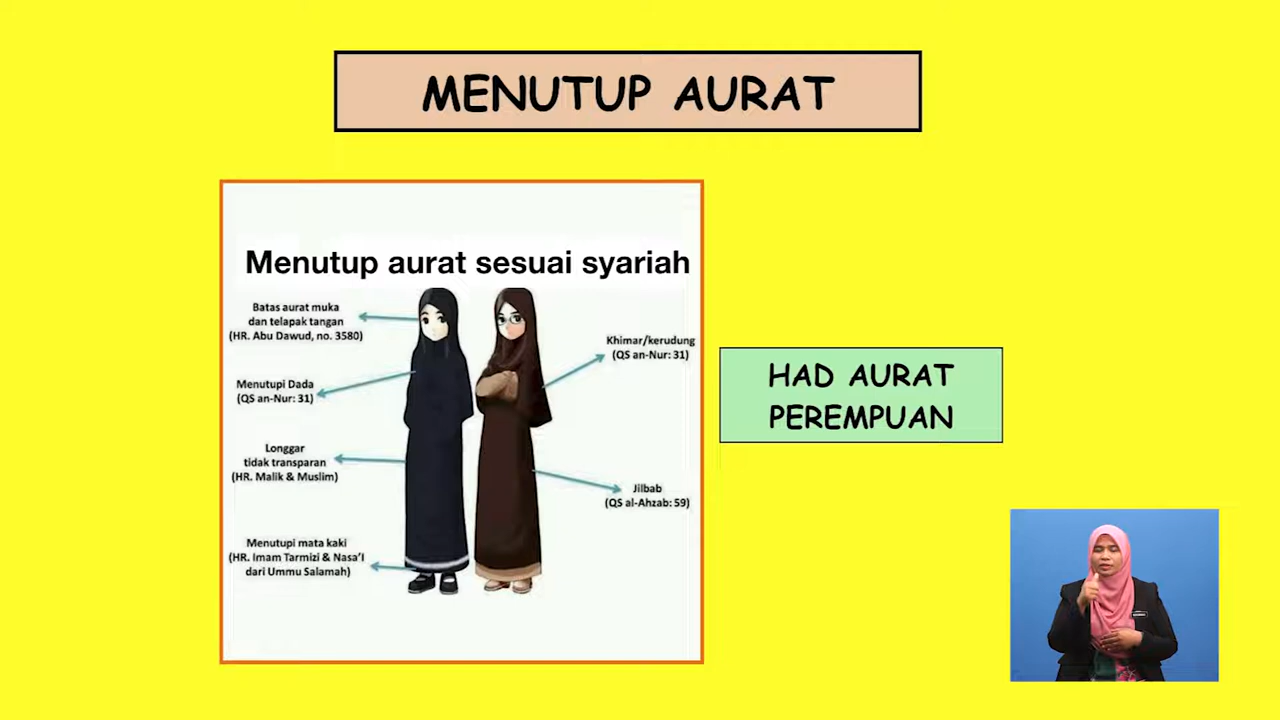 MENUTUP AURAT
Menutup aurat sesuai syariah
Batas aurat muka
dan telapak tangan
(HR. Abu Dawud, no. 3580)
Menutupi Dada
(QS an-Nur: 31)
Longgar
tidak transparan
(HR. Malik & Muslim)
Menutupi mata kaki
(HR. Imam Tarmizi & Nasa'I
dari Ummu Salamah)
Khimar/kerudung
(QS an-Nur: 31)
Jilbab
(QS al-Ahzab: 59)
HAD AURAT
PEREMPUAN